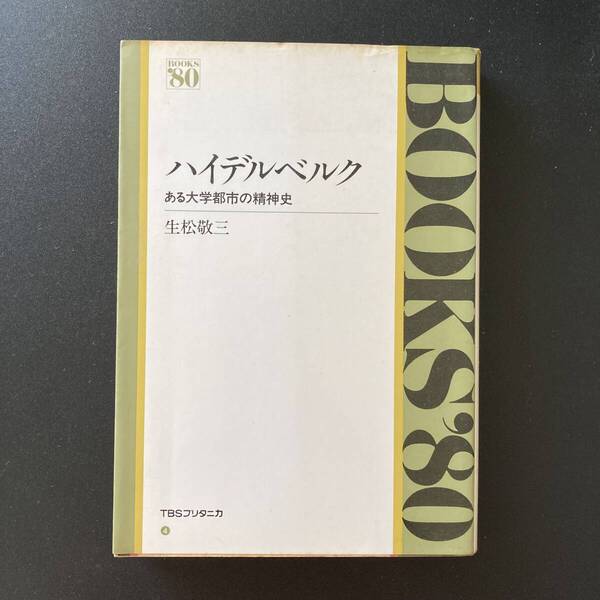 BOOKS
'80
ハイデルベルク
ある大学都市の精神史
生松敬三
TBSブリタニカ
4
BOOKS'80